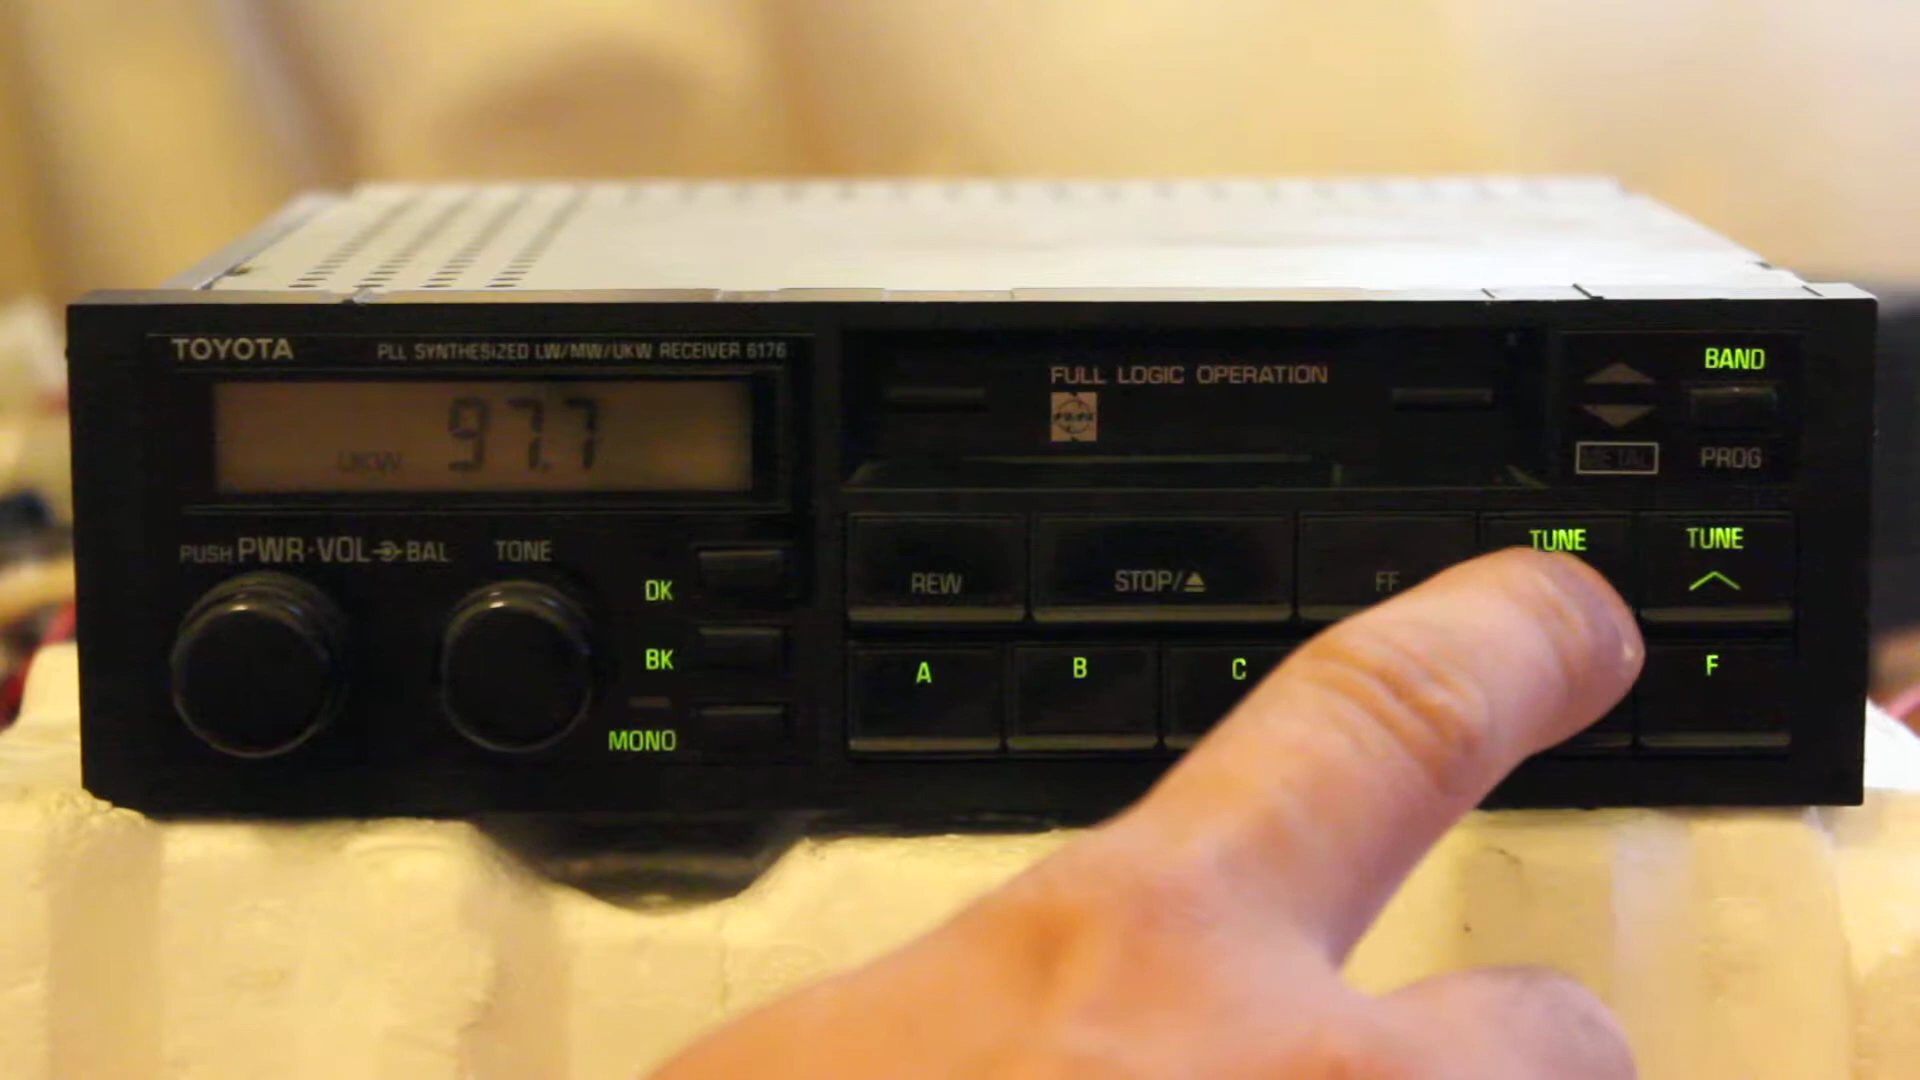 TOYOTA
PLL SYNTHESIZED LW/MW/UKW RECEIVER 6176
UKW 97.7
PUSH PWR·VOL BAL
TONE
DK
BK
MONO
FULL LOGIC OPERATION
BAND
METAL
PROG
REW
STOP/
FF
TUNE
TUNE
A
B
C
F